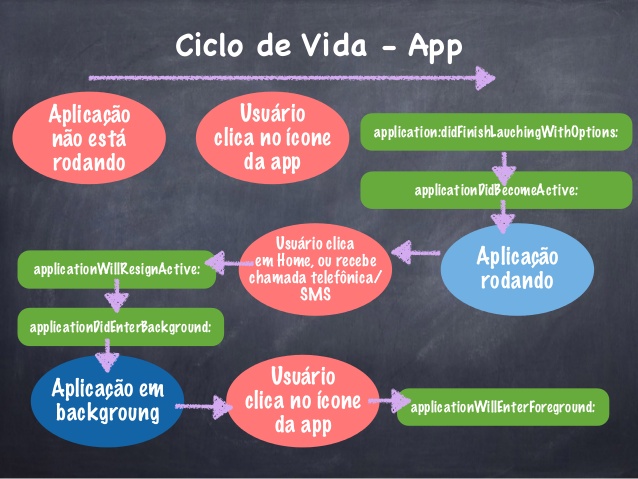 Ciclo de Vida - App
Aplicação
não está
rodando
Usuário
clica no ícone
da app
application:didFinishLauchingWithOptions:
applicationDidBecomeActive:
Aplicação
rodando
Usuário clica
em Home, ou recebe
chamada telefônica/
SMS
applicationWillResignActive:
applicationDidEnterBackground:
Aplicação em
backgroung
Usuário
clica no ícone
da app
applicationWillEnterForeground: